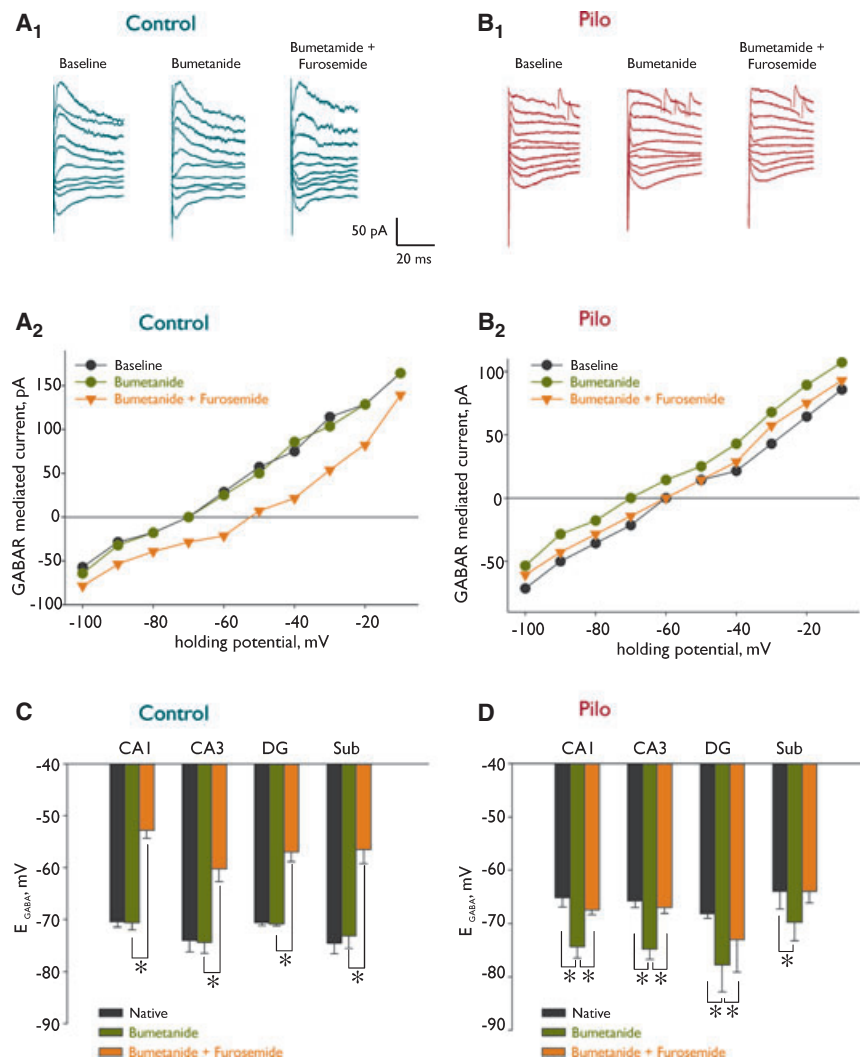 A1 Control
Baseline
Bumetanide
Bumetamide +
Furosemide
50 pA
20 ms
B1 Pilo
Baseline
Bumetanide
Bumetamide +
Furosemide
A2 Control
Baseline
Bumetanide
Bumetanide + Furosemide
GABAR mediated current, pA
150
100
50
0
-50
-100
-100 -80 -60 -40 -20
holding potential, mV
B2 Pilo
Baseline
Bumetanide
Bumetanide + Furosemide
GABAR mediated current, pA
100
50
0
-50
-100 -80 -60 -40 -20
holding potential, mV
C Control
CA1 CA3 DG Sub
E GABA, mV
-40
-50
-60
-70
-80
-90
* * * *
Native
Bumetanide
Bumetanide + Furosemide
D Pilo
CA1 CA3 DG Sub
E GABA, mV
-40
-50
-60
-70
-80
-90
* * * * * * *
Native
Bumetanide
Bumetanide + Furosemide